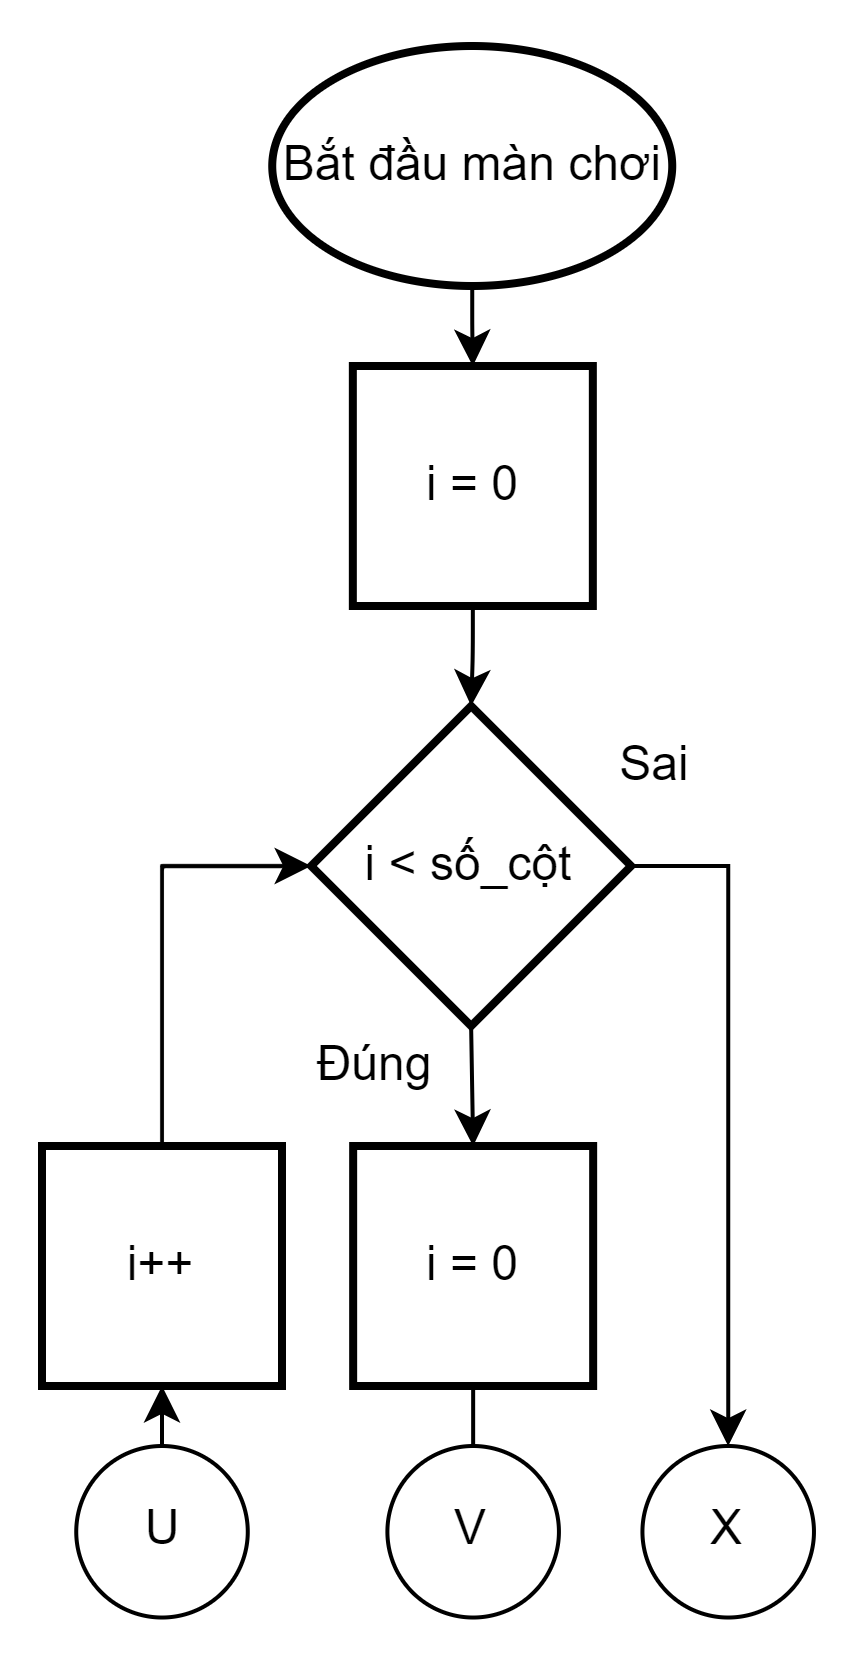 Bắt đầu màn chơi
i = 0
Sai
i < số_cột
Đúng
i++
i = 0
U
V
X